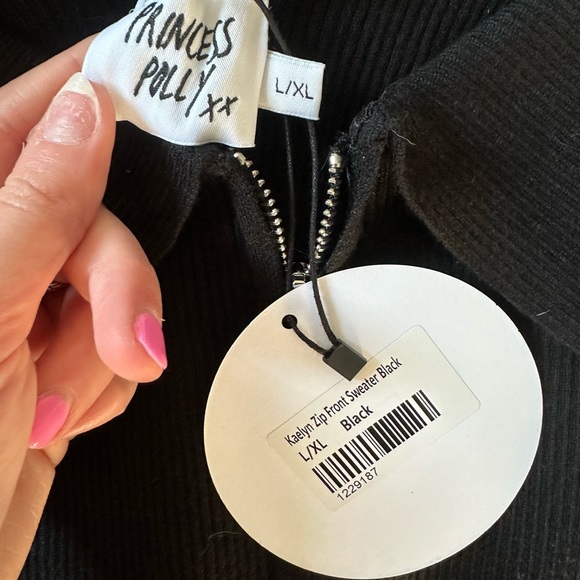 PRINCESS
POLLY xx
L/XL
Kaelyn Zip Front Sweater Black
L/XL Black
1229187